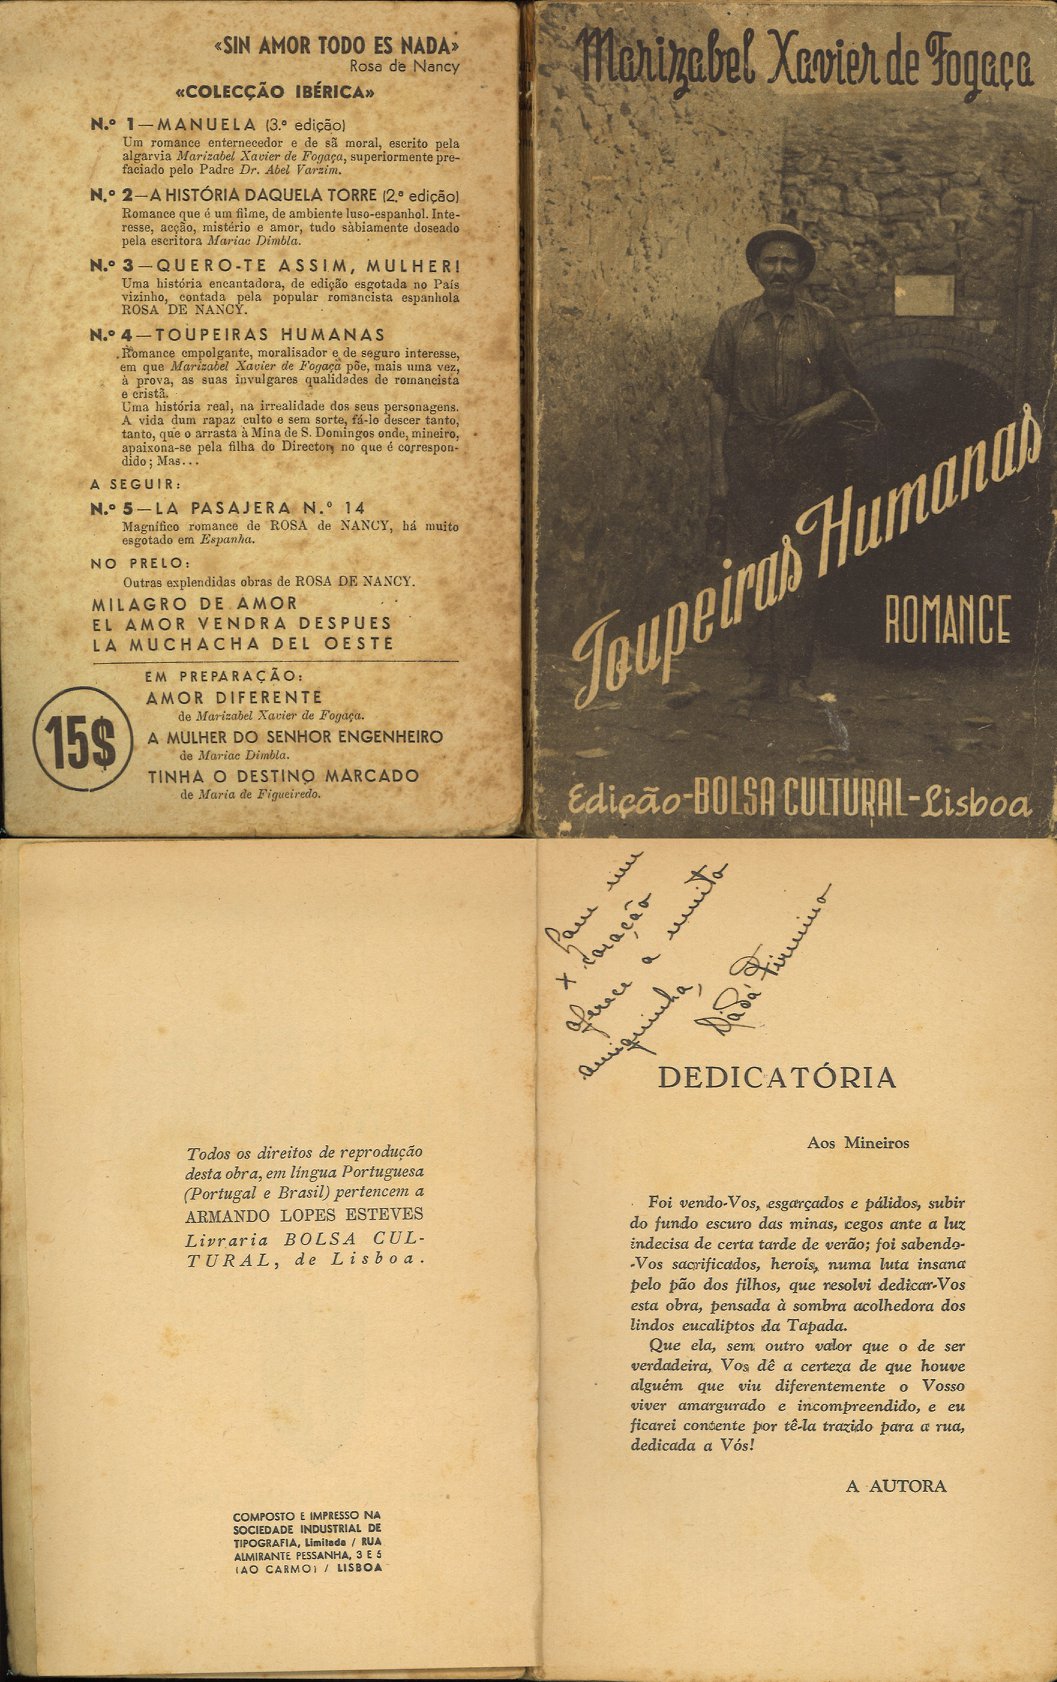 «SIN AMOR TODO ES NADA»
Rosa de Nancy
«COLECÇÃO IBÉRICA»
N.º 1—MANUELA (3.ª edição)
Um romance enternecedor e de sã moral, escrito pela
algarvia Marizabel Xavier de Fogaça, superiormente pre-
faciado pelo Padre Dr. Abel Varzim.
N.º 2—A HISTÓRIA DAQUELA TORRE (2.ª edição)
Romance que é um filme, de ambiente luso-espanhol. Inte-
resse, acção, mistério e amor, tudo sàbiamente doseado
pela escritora Mariac Dimbla.
N.º 3—QUERO-TE ASSIM, MULHER!
Uma história encantadora, de edição esgotada no País
vizinho, contada pela popular romancista espanhola
ROSA DE NANCY.
N.º 4—TOUPEIRAS HUMANAS
Romance empolgante, moralisador e de seguro interesse,
em que Marizabel Xavier de Fogaça põe, mais uma vez,
à prova, as suas invulgares qualidades de romancista
e cristã.
Uma história real, na irrealidade dos seus personagens.
A vida dum rapaz culto e sem sorte, fá-lo descer tanto,
tanto, que o arrasta à Mina de S. Domingos onde, mineiro,
apaixona-se pela filha do Director, no que é correspon-
dido; Mas...
A SEGUIR:
N.º 5—LA PASAJERA N.º 14
Magnífico romance de ROSA de NANCY, há muito
esgotado em Espanha.
NO PRELO:
Outras explendidas obras de ROSA DE NANCY.
MILAGRO DE AMOR
EL AMOR VENDRA DESPUES
LA MUCHACHA DEL OESTE
EM PREPARAÇÃO:
AMOR DIFERENTE
de Marizabel Xavier de Fogaça.
A MULHER DO SENHOR ENGENHEIRO
de Mariac Dimbla.
TINHA O DESTINO MARCADO
de Maria de Figueiredo.
15$
Marizabel Xavier de Fogaça
Toupeiras Humanas
ROMANCE
Edição-BOLSA CULTURAL-Lisboa
Todos os direitos de reprodução
desta obra, em língua Portuguesa
(Portugal e Brasil) pertencem a
ARMANDO LOPES ESTEVES
Livraria BOLSA CUL-
TURAL, de Lisboa.
COMPOSTO E IMPRESSO NA
SOCIEDADE INDUSTRIAL DE
TIPOGRAFIA, Limitada / RUA
ALMIRANTE PESSANHA, 3 E 5
(AO CARMO) / LISBOA
Com um
+ coração
oferece a muita
amiguinha,
Firmino
DEDICATÓRIA
Aos Mineiros
Foi vendo-Vos, esgarçados e pálidos, subir
do fundo escuro das minas, cegos ante a luz
indecisa de certa tarde de verão; foi sabendo-
-Vos sacrificados, herois, numa luta insana
pelo pão dos filhos, que resolvi dedicar-Vos
esta obra, pensada à sombra acolhedora dos
lindos eucaliptos da Tapada.
Que ela, sem outro valor que o de ser
verdadeira, Vos dê a certeza de que houve
alguém que viu diferentemente o Vosso
viver amargurado e incompreendido, e eu
ficarei contente por tê-la trazido para a rua,
dedicada a Vós!
A AUTORA